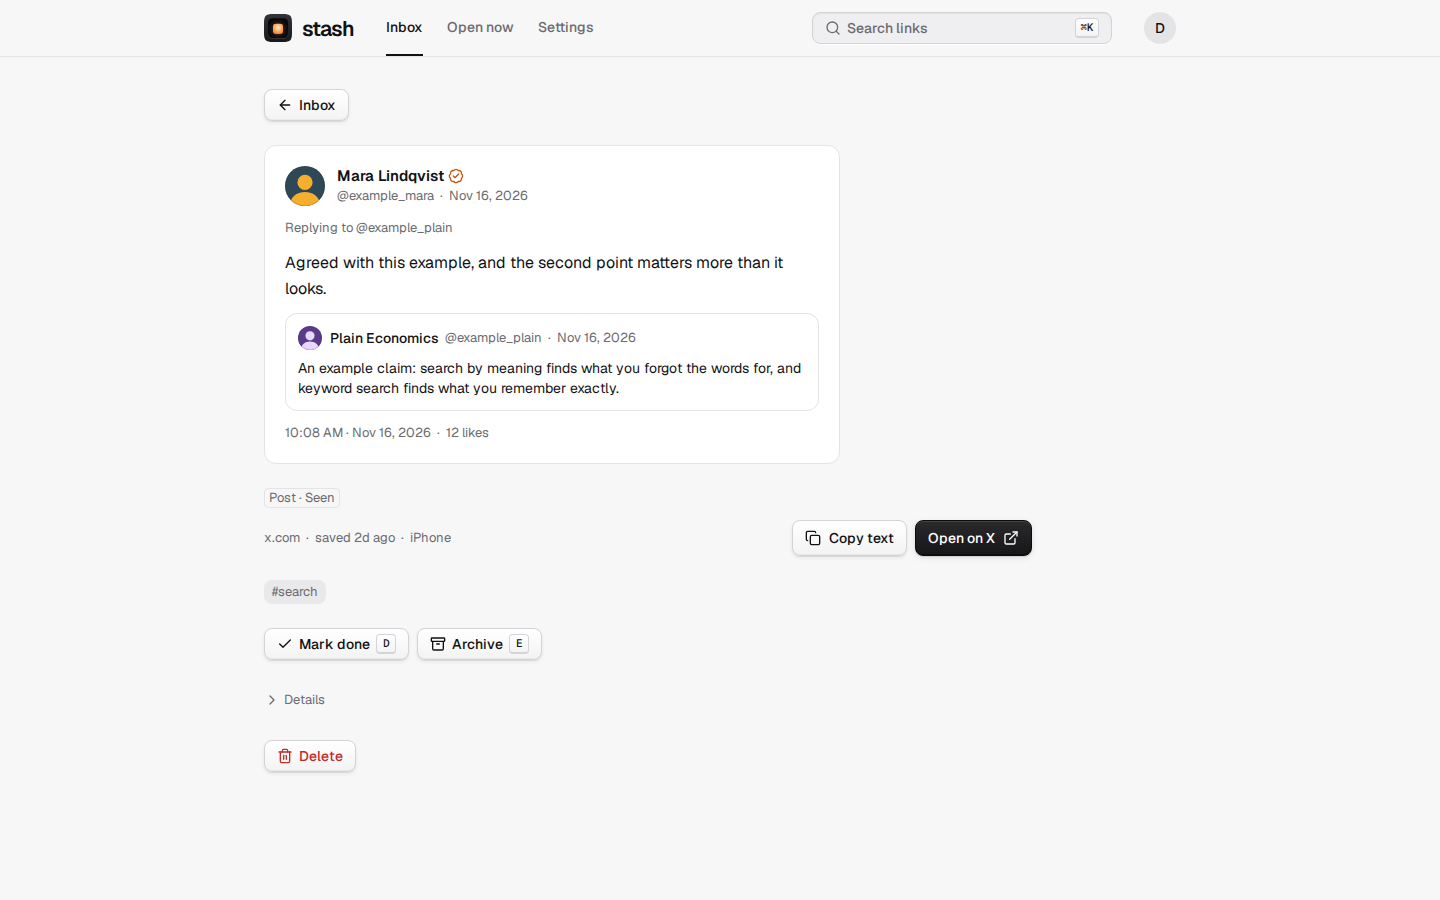 stash
Inbox
Open now
Settings
Search links
⌘K
D
Inbox
Mara Lindqvist
@example_mara · Nov 16, 2026
Replying to @example_plain
Agreed with this example, and the second point matters more than it
looks.
Plain Economics @example_plain · Nov 16, 2026
An example claim: search by meaning finds what you forgot the words for, and
keyword search finds what you remember exactly.
10:08 AM · Nov 16, 2026 · 12 likes
Post · Seen
x.com · saved 2d ago · iPhone
Copy text
Open on X
#search
Mark done D
Archive E
Details
Delete